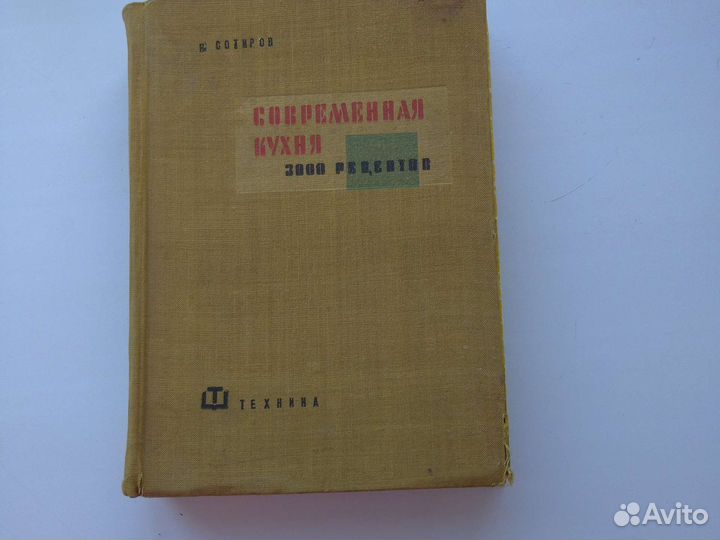 Н. СОТИРОВ
СОВРЕМЕННАЯ
КУХНЯ
3000 РЕЦЕПТОВ
Т ТЕХНИКА
Avito